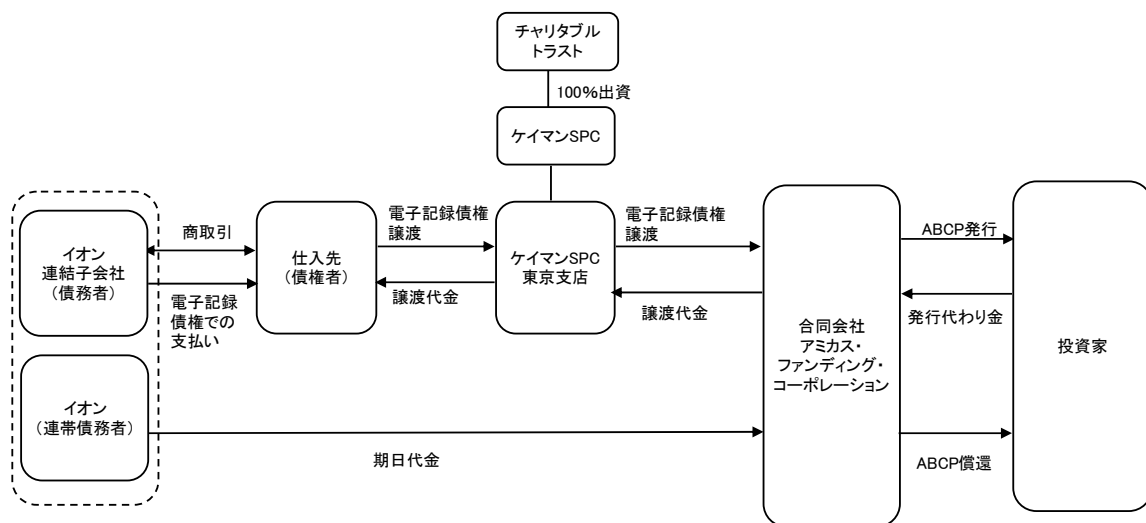 チャリタブル
トラスト
100%出資
ケイマンSPC
イオン
連結子会社
(債務者)
商取引
電子記録
債権での
支払い
仕入先
(債権者)
電子記録債権
譲渡
譲渡代金
ケイマンSPC
東京支店
電子記録債権
譲渡
譲渡代金
合同会社
アミカス・
ファンディング・
コーポレーション
ABCP発行
発行代わり金
投資家
イオン
(連帯債務者)
期日代金
ABCP償還